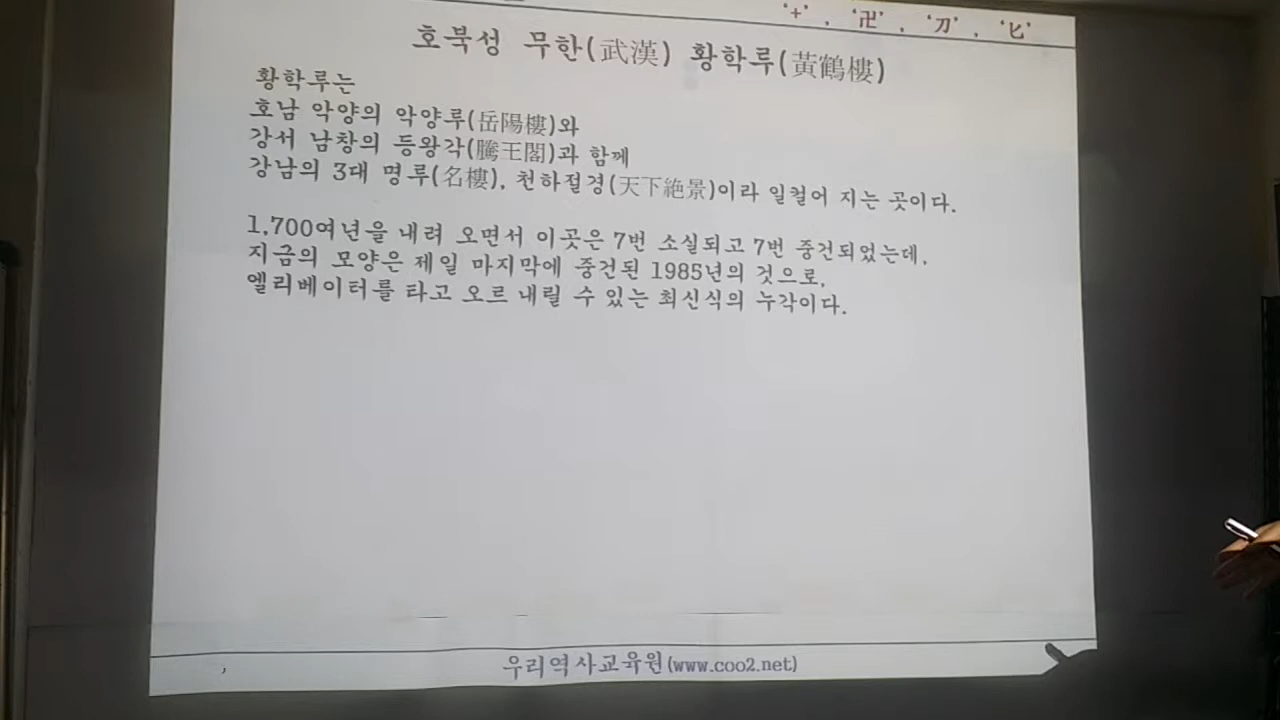 ‘+’, ‘卍’, ‘刀’, ‘匕’
호북성 무한(武漢) 황학루(黃鶴樓)
황학루는
호남 악양의 악양루(岳陽樓)와
강서 남창의 등왕각(騰王閣)과 함께
강남의 3대 명루(名樓), 천하절경(天下絶景)이라 일컬어 지는 곳이다.
1,700여년을 내려 오면서 이곳은 7번 소실되고 7번 중건되었는데,
지금의 모양은 제일 마지막에 중건된 1985년의 것으로,
엘리베이터를 타고 오르 내릴 수 있는 최신식의 누각이다.
우리역사교육원(www.coo2.net)